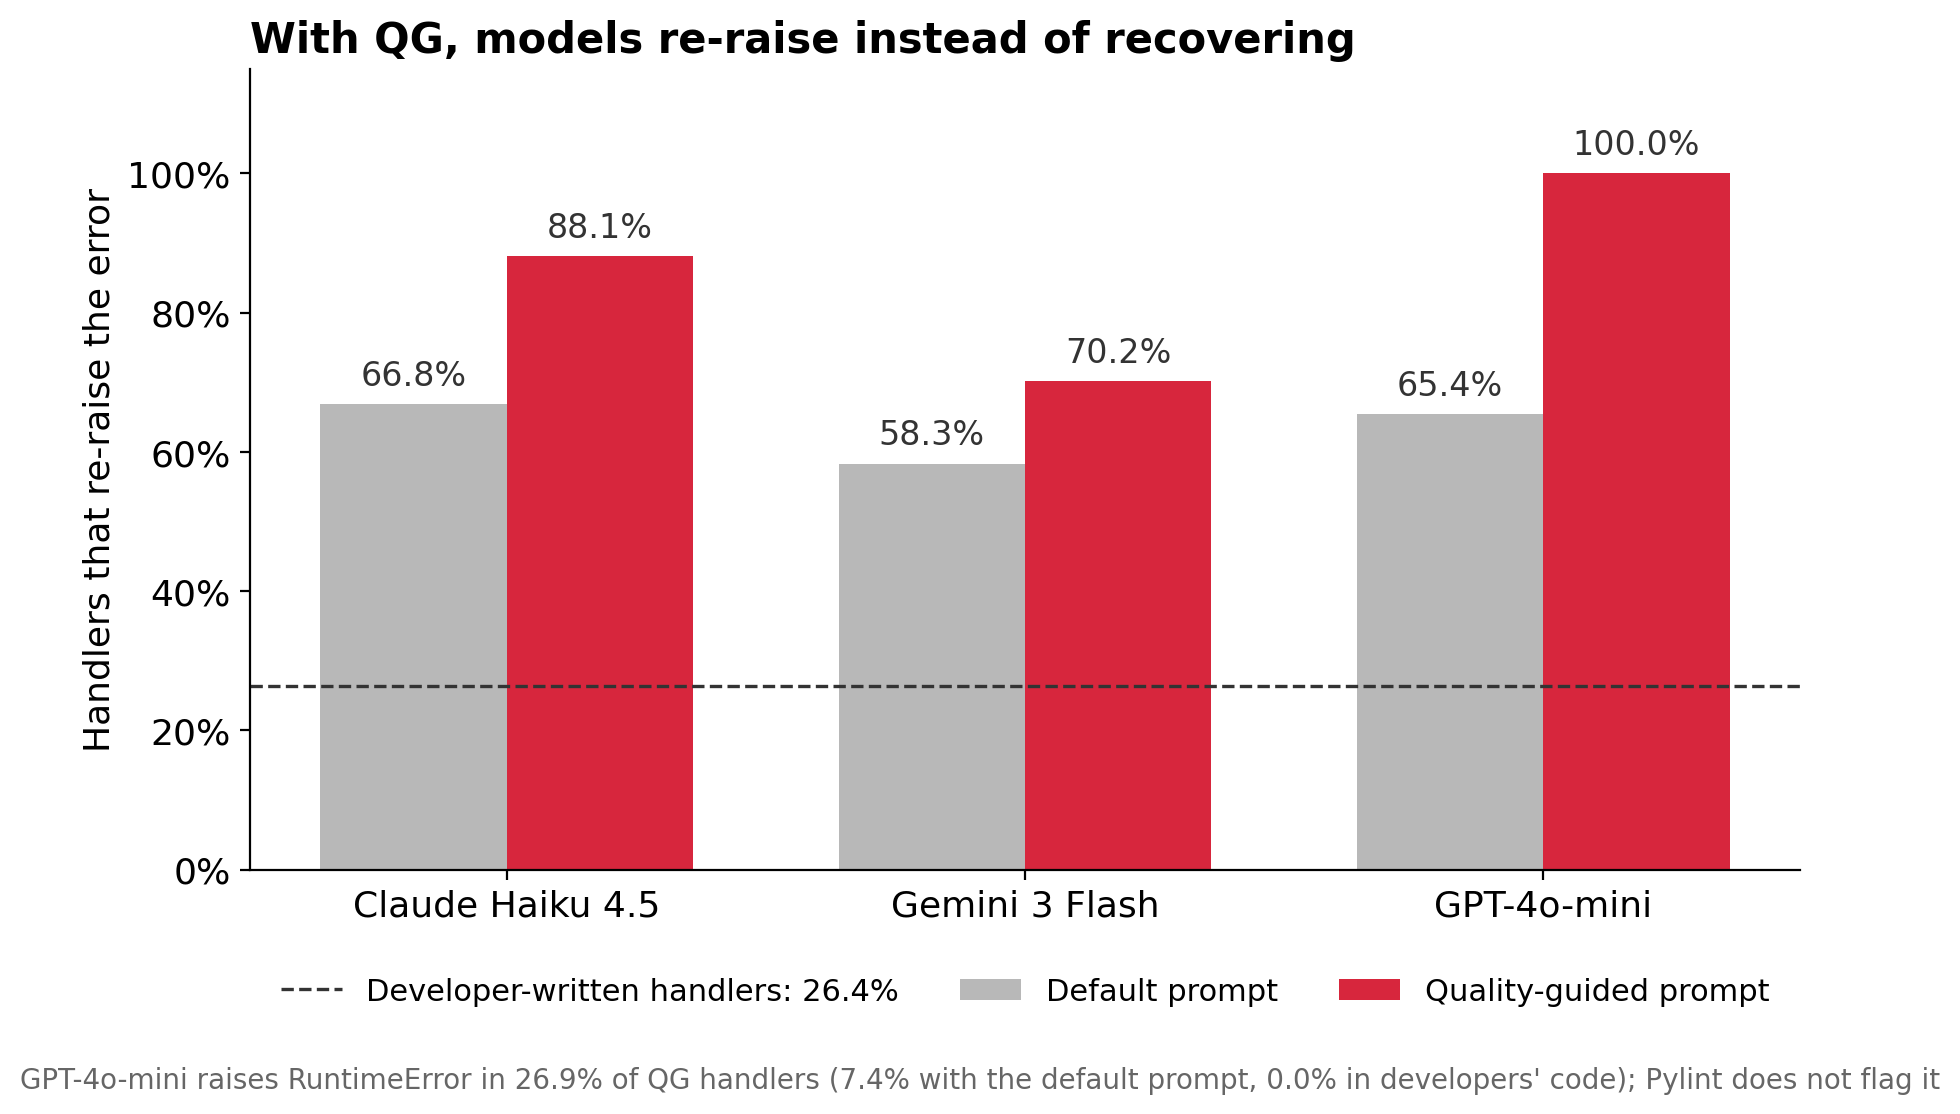 With QG, models re-raise instead of recovering
Handlers that re-raise the error
100%
80%
60%
40%
20%
0%
66.8%
88.1%
58.3%
70.2%
65.4%
100.0%
Claude Haiku 4.5
Gemini 3 Flash
GPT-4o-mini
Developer-written handlers: 26.4%
Default prompt
Quality-guided prompt
GPT-4o-mini raises RuntimeError in 26.9% of QG handlers (7.4% with the default prompt, 0.0% in developers' code); Pylint does not flag it